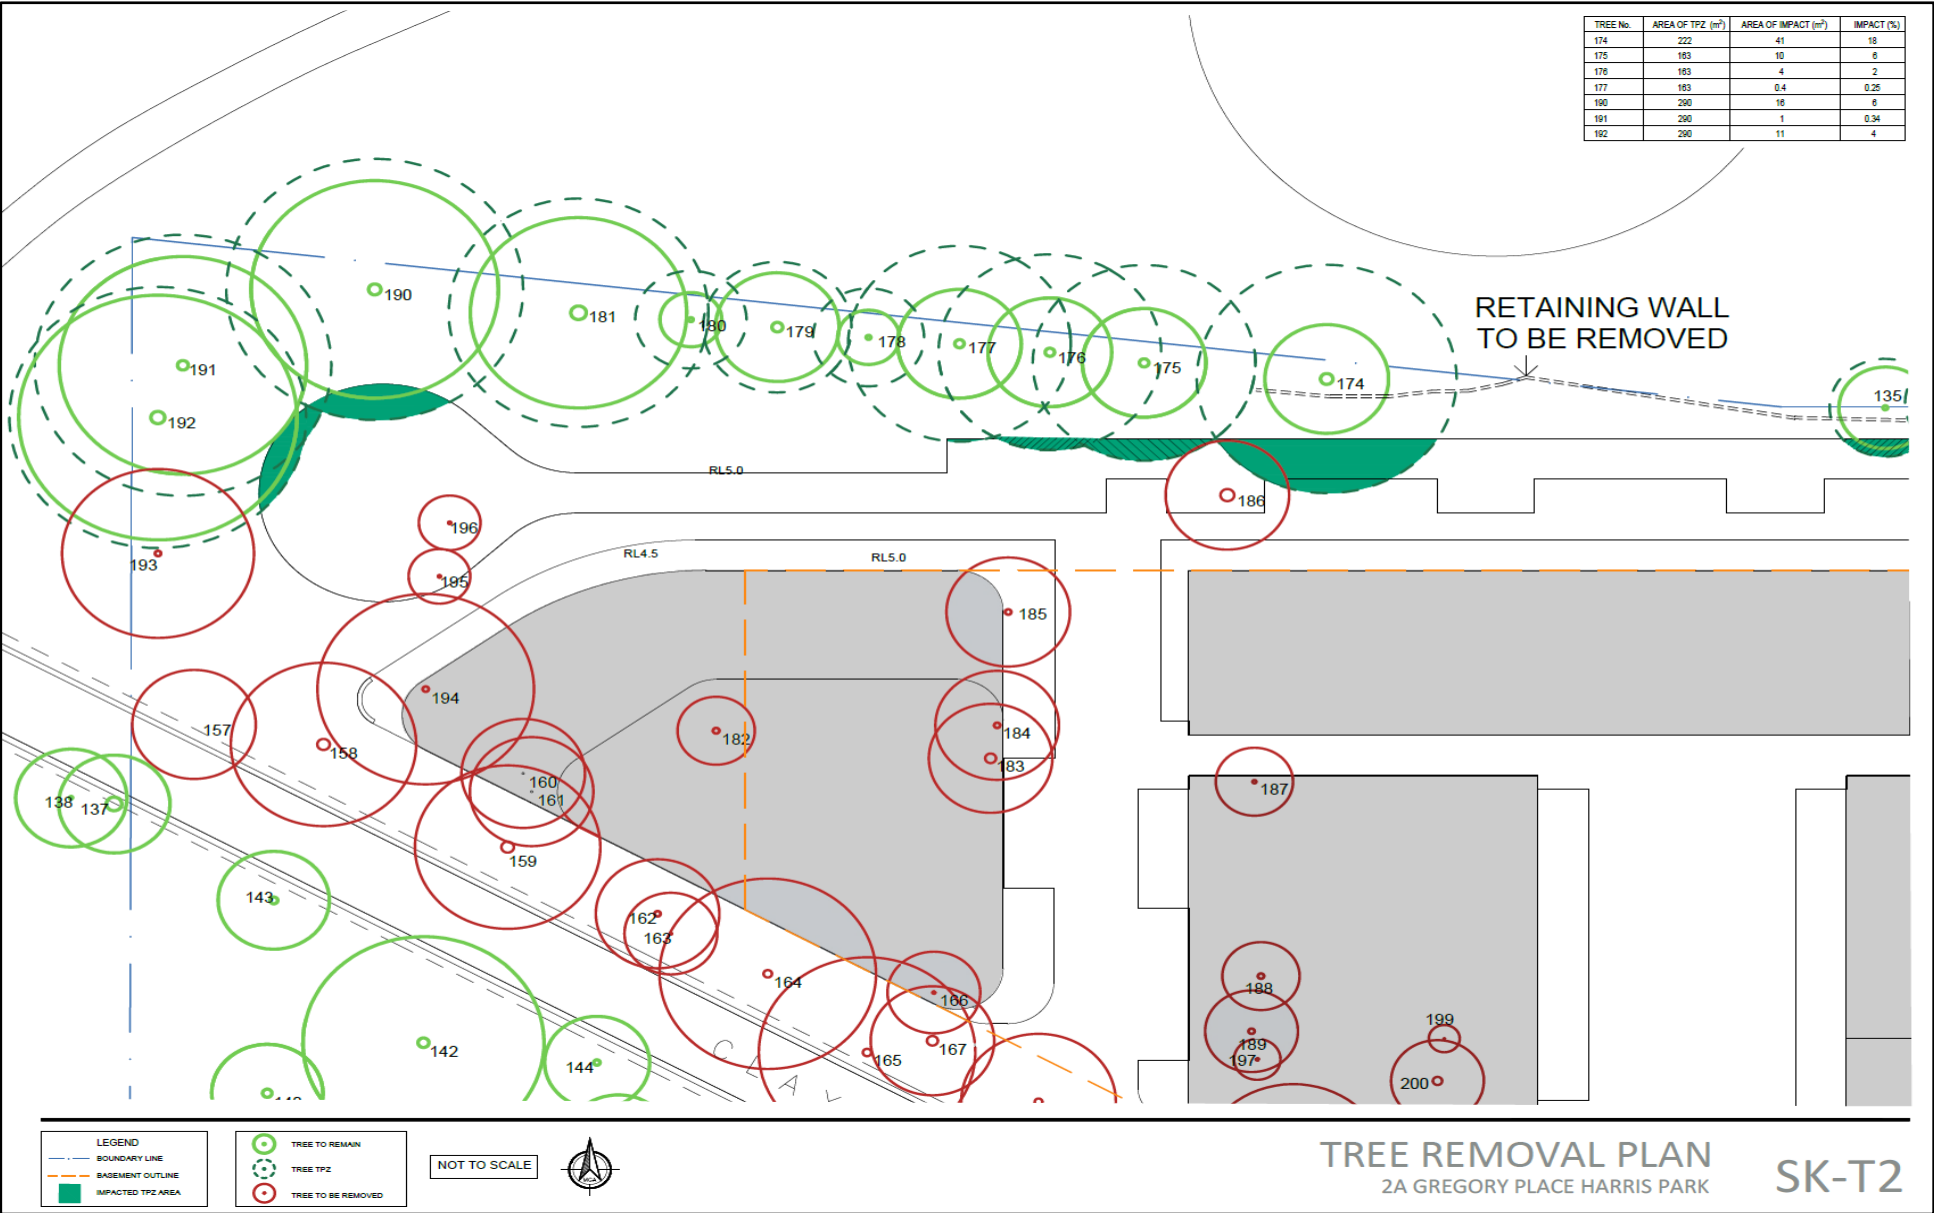 TREE No. AREA OF TPZ (m²) AREA OF IMPACT (m²) IMPACT (%)
174 222 41 18
175 163 10 6
176 163 4 2
177 163 0.4 0.25
190 290 16 6
191 290 1 0.34
192 290 11 4
RETAINING WALL
TO BE REMOVED
190
181
180
179
178
177
176
175
174
135
191
192
X
RL5.0
186
196
193
195
RL4.5
RL5.0
185
194
157
158
182
184
183
160
161
187
138
137
159
143
162
163
164
166
188
189
197
199
200
142
144
165
167
C L A Y
LEGEND
BOUNDARY LINE
BASEMENT OUTLINE
IMPACTED TPZ AREA
TREE TO REMAIN
TREE TPZ
TREE TO BE REMOVED
NOT TO SCALE
MGA
TREE REMOVAL PLAN
2A GREGORY PLACE HARRIS PARK
SK-T2